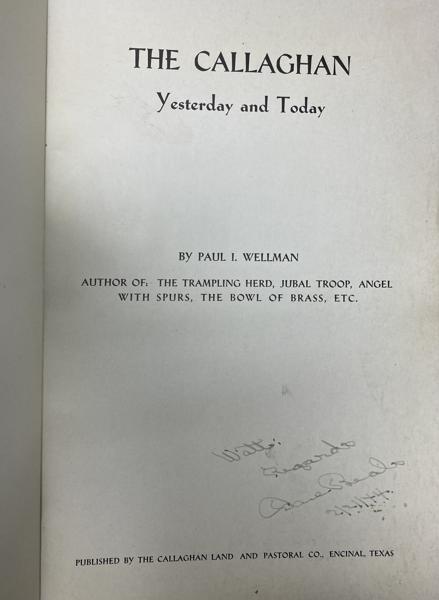 THE CALLAGHAN
Yesterday and Today
BY PAUL I. WELLMAN
AUTHOR OF: THE TRAMPLING HERD, JUBAL TROOP, ANGEL
WITH SPURS, THE BOWL OF BRASS, ETC.
regards
PUBLISHED BY THE CALLAGHAN LAND AND PASTORAL CO., ENCINAL, TEXAS